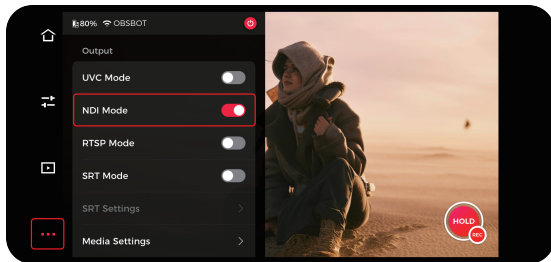 80% OBSBOT
Output
UVC Mode
NDI Mode
RTSP Mode
SRT Mode
SRT Settings
Media Settings
HOLD
REC